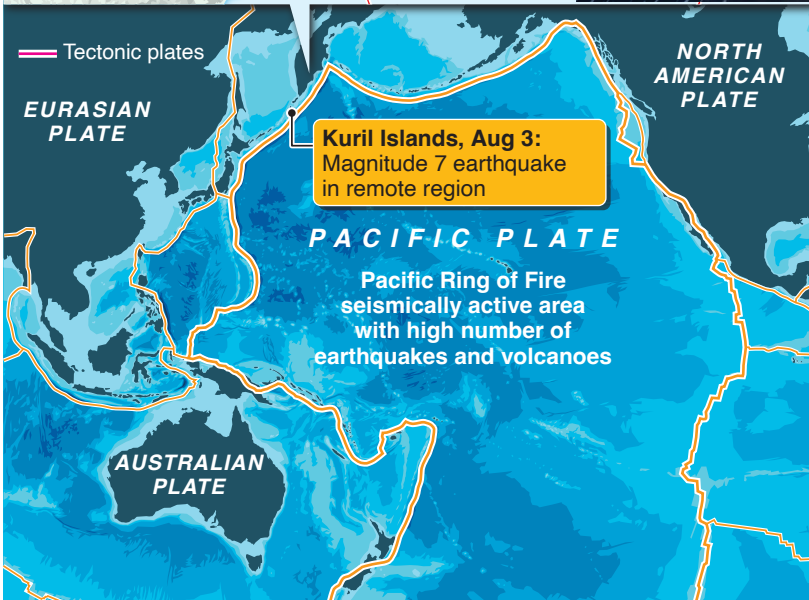 Tectonic plates
NORTH
AMERICAN
PLATE
EURASIAN
PLATE
Kuril Islands, Aug 3:
Magnitude 7 earthquake
in remote region
PACIFIC PLATE
Pacific Ring of Fire
seismically active area
with high number of
earthquakes and volcanoes
AUSTRALIAN
PLATE